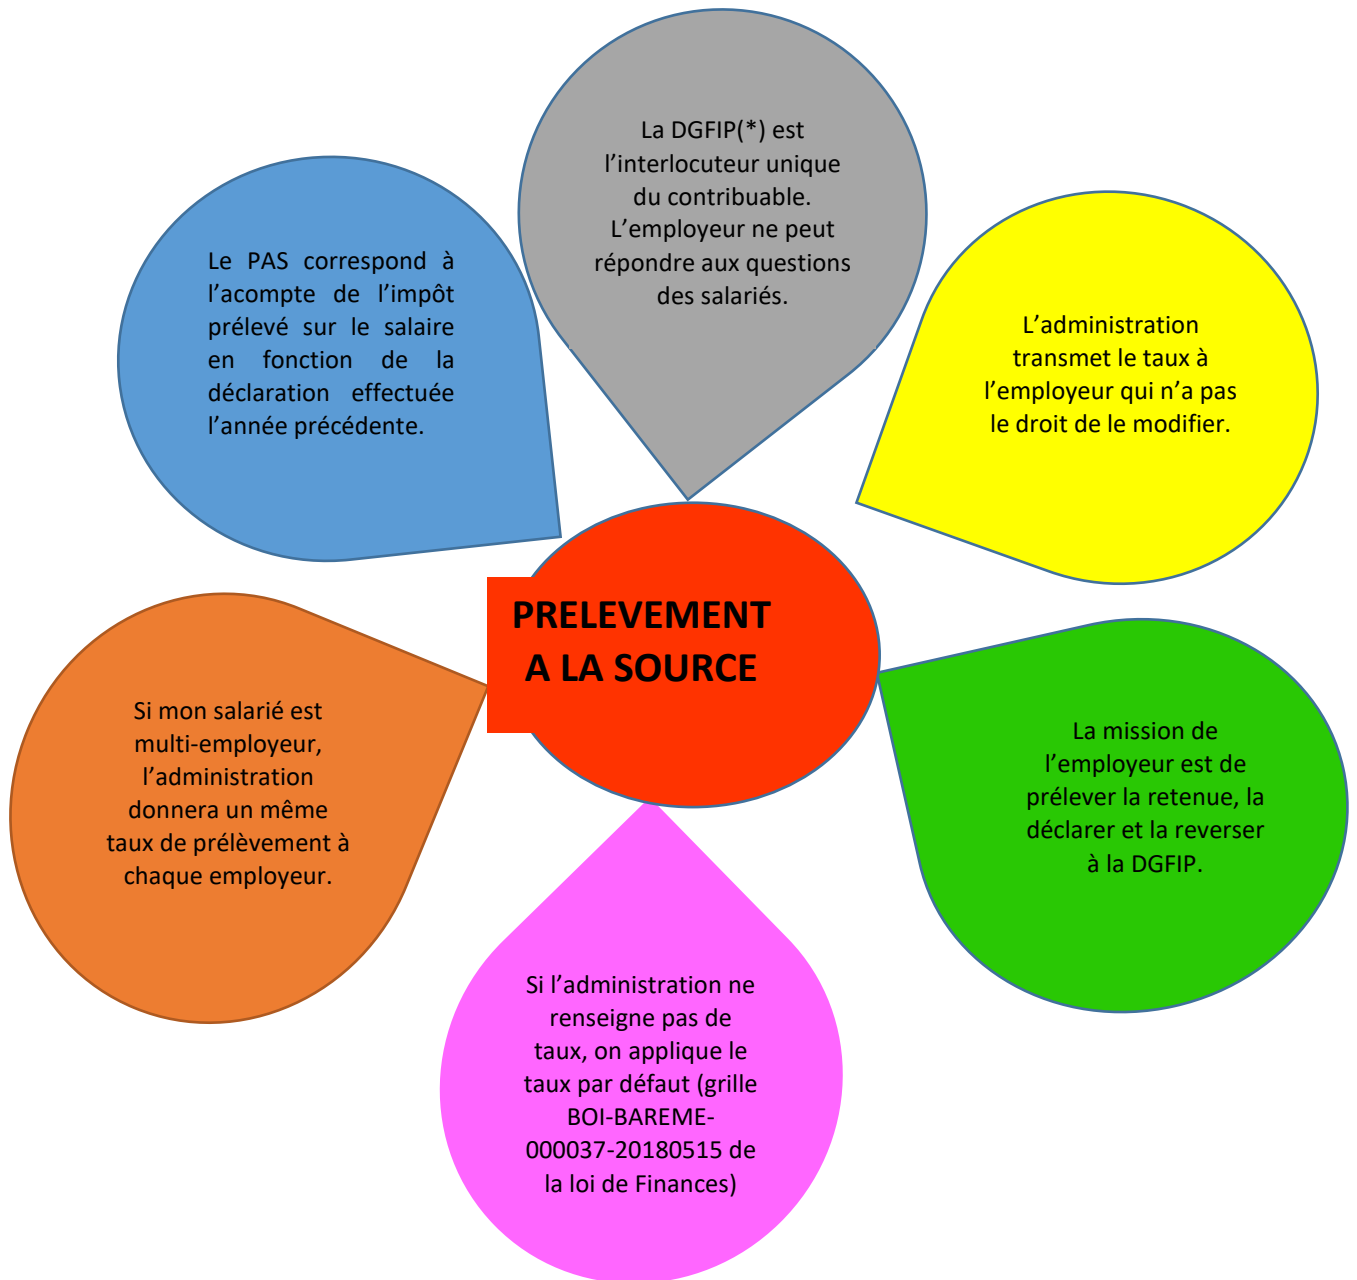 La DGFIP(*) est
l’interlocuteur unique
du contribuable.
L’employeur ne peut
répondre aux questions
des salariés.
Le PAS correspond à
l’acompte de l’impôt
prélevé sur le salaire
en fonction de la
déclaration effectuée
l’année précédente.
L’administration
transmet le taux à
l’employeur qui n’a pas
le droit de le modifier.
PRELEVEMENT
A LA SOURCE
Si mon salarié est
multi-employeur,
l’administration
donnera un même
taux de prélèvement à
chaque employeur.
La mission de
l’employeur est de
prélever la retenue, la
déclarer et la reverser
à la DGFIP.
Si l’administration ne
renseigne pas de
taux, on applique le
taux par défaut (grille
BOI-BAREME-
000037-20180515 de
la loi de Finances)